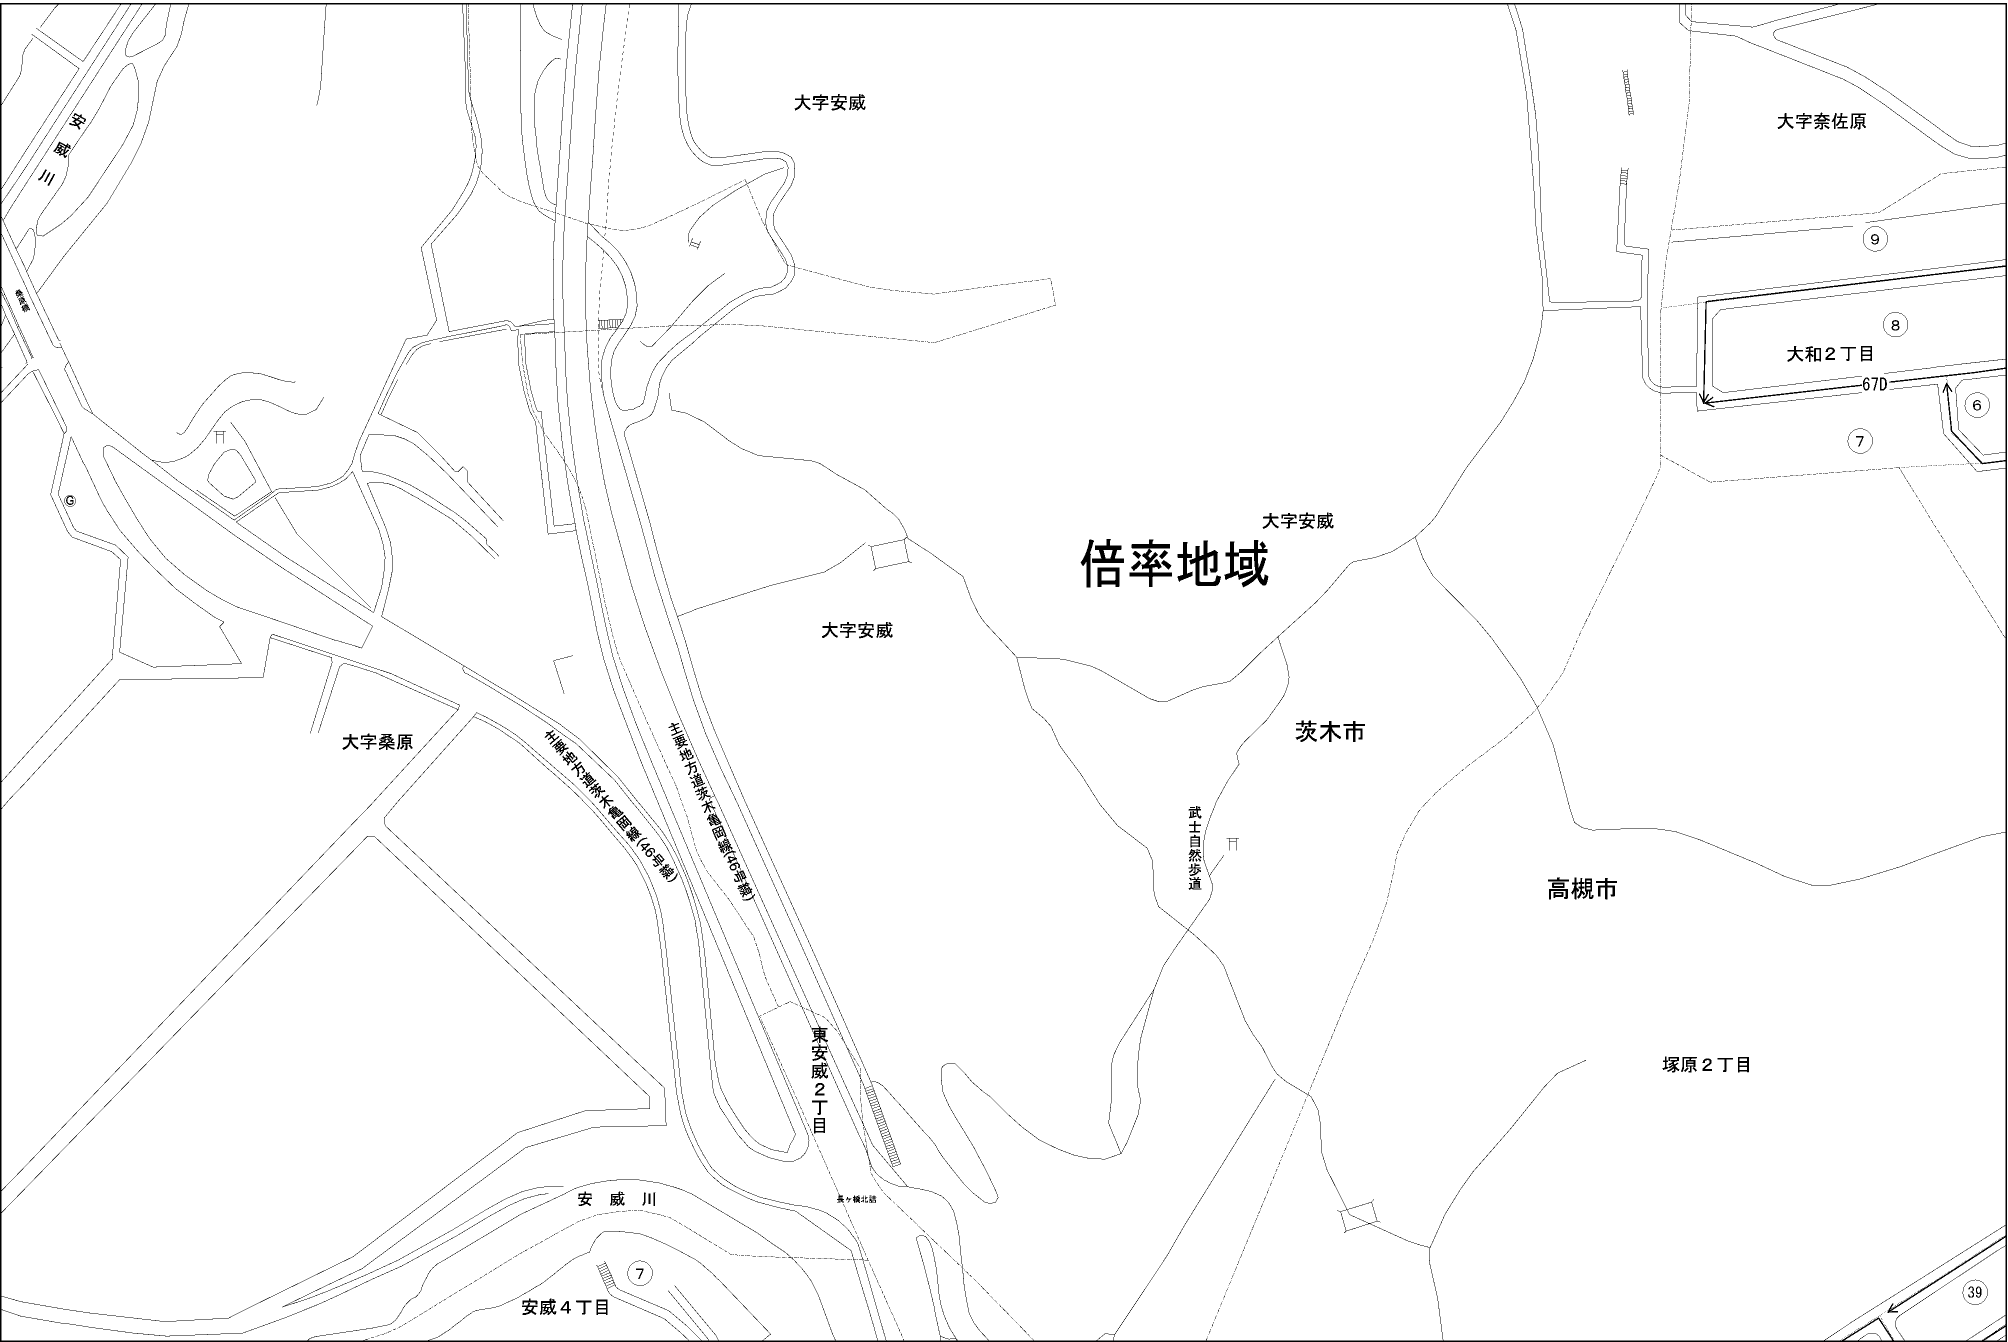 大字安威
大字奈佐原
安威川
⑨
桑原橋
⑧
大和２丁目
67D
⑥
⑦
G
大字安威
倍率地域
大字安威
茨木市
大字桑原
主要地方道茨木亀岡線(46号線)
主要地方道茨木亀岡線(46号線)
武士自然歩道
高槻市
東安威２丁目
塚原２丁目
長ヶ橋北詰
安威川
⑦
安威４丁目
㊴